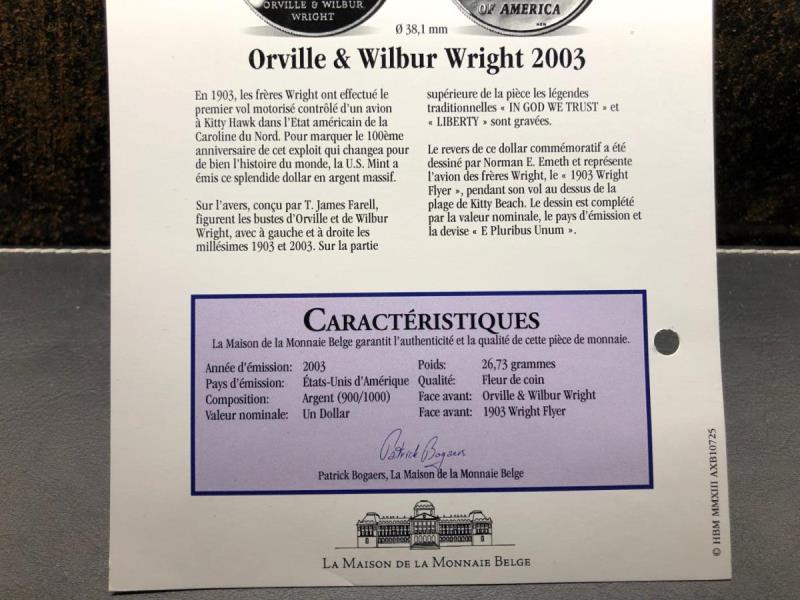 ORVILLE & WILBUR
WRIGHT
OF AMERICA
Ø 38,1 mm
Orville & Wilbur Wright 2003
En 1903, les frères Wright ont effectué le
premier vol motorisé contrôlé d'un avion
à Kitty Hawk dans l'Etat américain de la
Caroline du Nord. Pour marquer le 100ème
anniversaire de cet exploit qui changea pour
de bien l'histoire du monde, la U.S. Mint a
émis ce splendide dollar en argent massif.
Sur l'avers, conçu par T. James Farell,
figurent les bustes d'Orville et de Wilbur
Wright, avec à gauche et à droite les
millésimes 1903 et 2003. Sur la partie
supérieure de la pièce les légendes
traditionnelles « IN GOD WE TRUST » et
« LIBERTY » sont gravées.
Le revers de ce dollar commémoratif a été
dessiné par Norman E. Emeth et représente
l'avion des frères Wright, le « 1903 Wright
Flyer », pendant son vol au dessus de la
plage de Kitty Beach. Le dessin est complété
par la valeur nominale, le pays d'émission et
la devise « E Pluribus Unum ».
CARACTÉRISTIQUES
La Maison de la Monnaie Belge garantit l'authenticité et la qualité de cette pièce de monnaie.
Année d'émission: 2003
Pays d'émission: États-Unis d'Amérique
Composition: Argent (900/1000)
Valeur nominale: Un Dollar
Poids: 26,73 grammes
Qualité: Fleur de coin
Face avant: Orville & Wilbur Wright
Face avant: 1903 Wright Flyer
Patrick Bogaers
Patrick Bogaers, La Maison de la Monnaie Belge
LA MAISON DE LA MONNAIE BELGE
© HBM MMXIII AXB10725